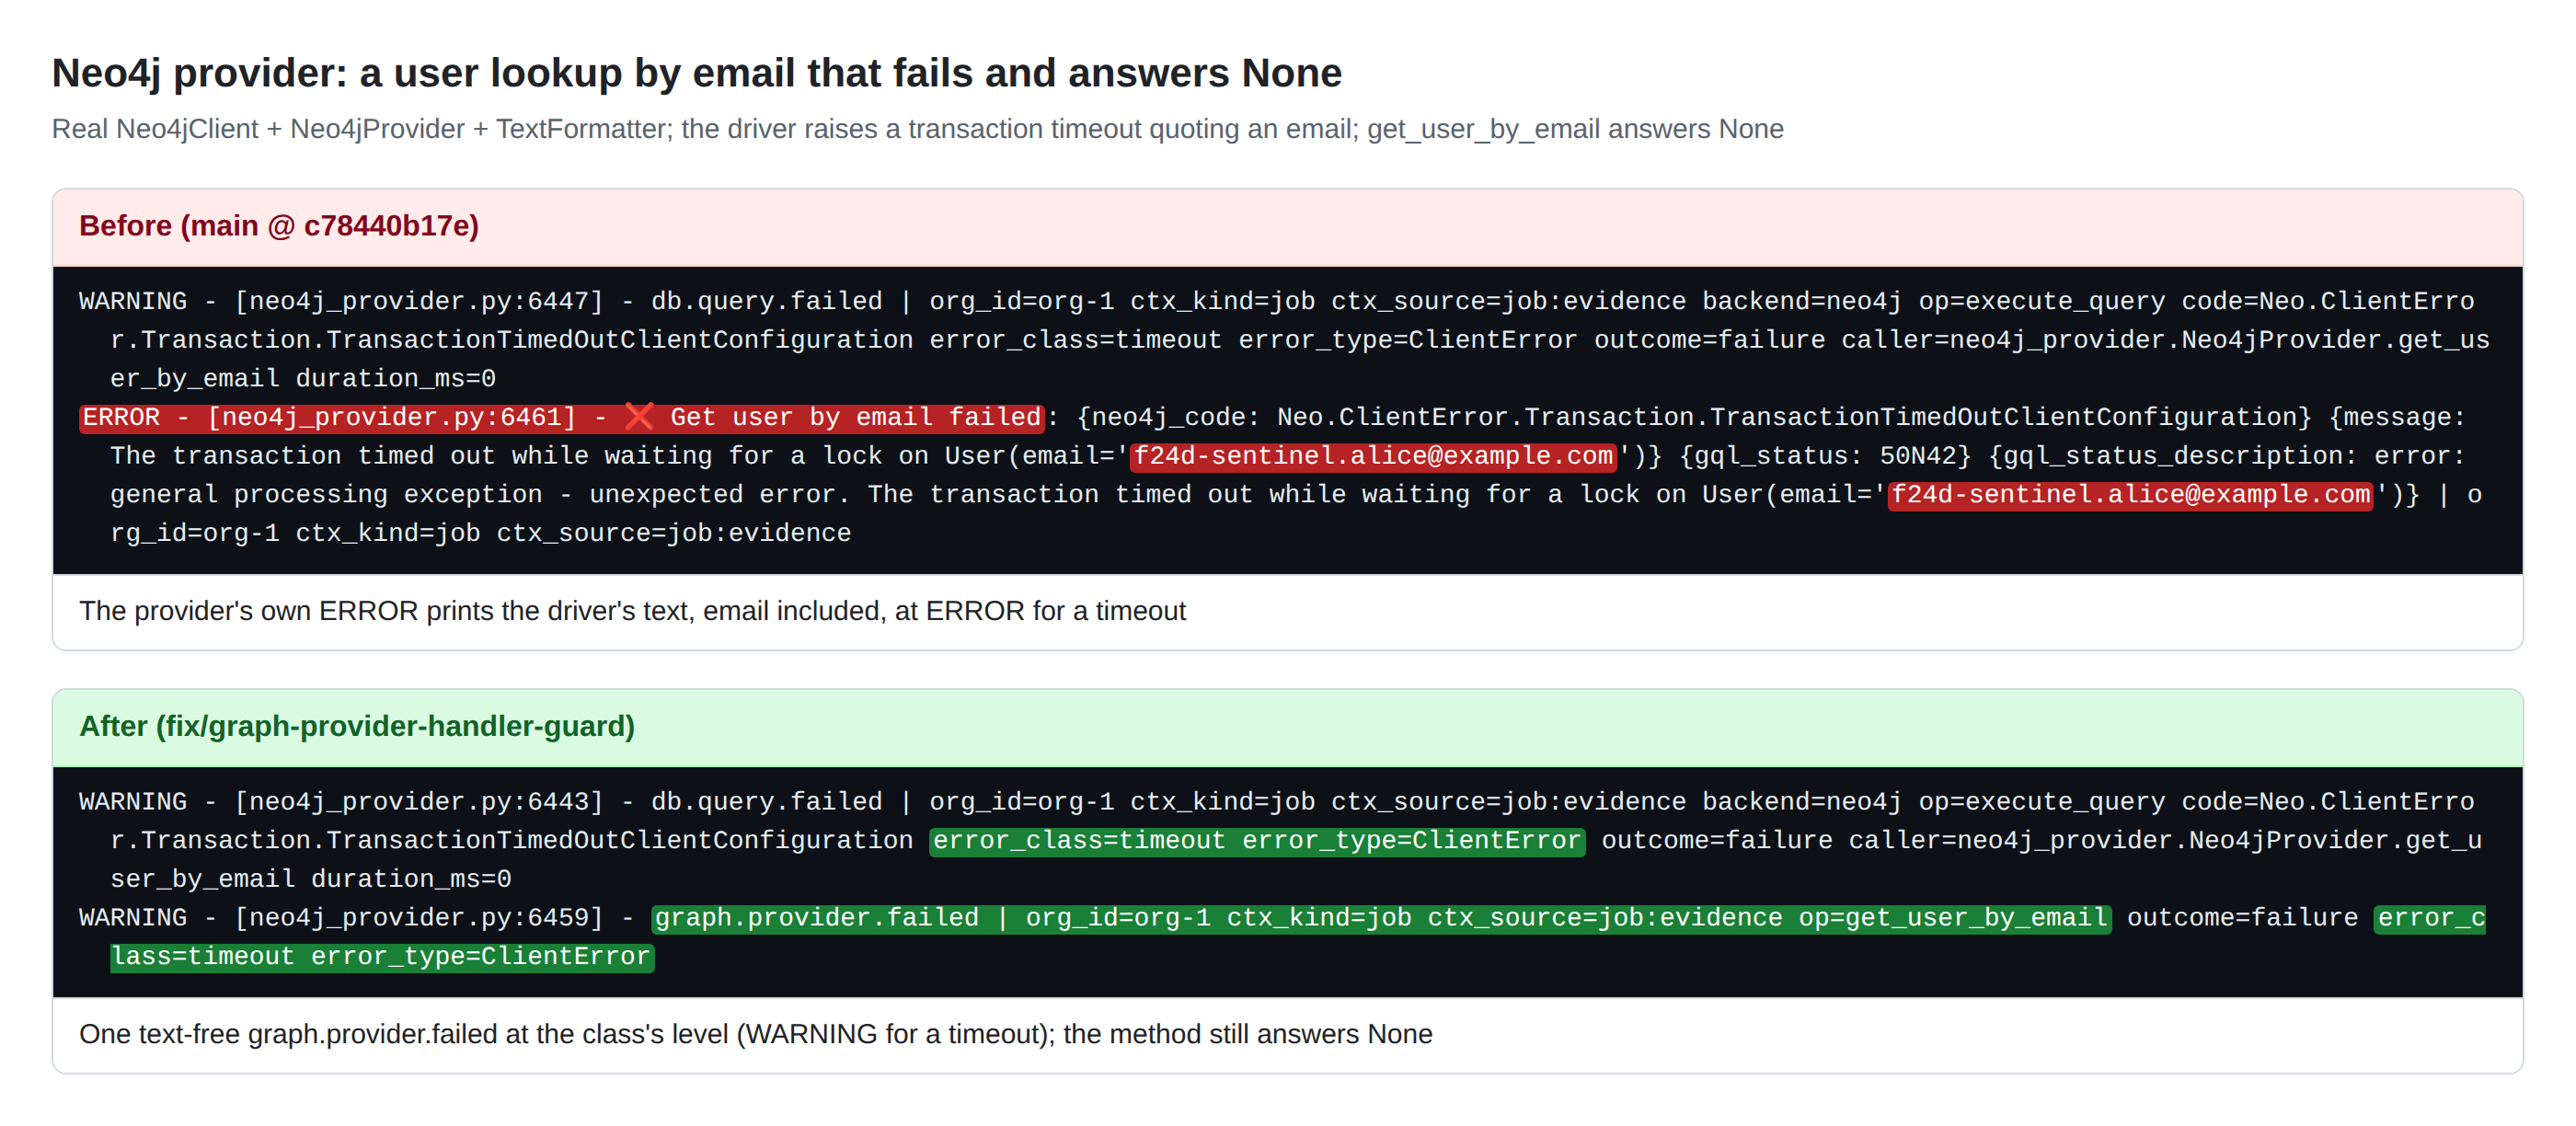 Neo4j provider: a user lookup by email that fails and answers None
Real Neo4jClient + Neo4jProvider + TextFormatter; the driver raises a transaction timeout quoting an email; get_user_by_email answers None
Before (main @ c78440b17e)
WARNING - [neo4j_provider.py:6447] - db.query.failed | org_id=org-1 ctx_kind=job ctx_source=job:evidence backend=neo4j op=execute_query code=Neo.ClientErro
r.Transaction.TransactionTimedOutClientConfiguration error_class=timeout error_type=ClientError outcome=failure caller=neo4j_provider.Neo4jProvider.get_us
er_by_email duration_ms=0
ERROR - [neo4j_provider.py:6461] - ❌ Get user by email failed: {neo4j_code: Neo.ClientError.Transaction.TransactionTimedOutClientConfiguration} {message:
The transaction timed out while waiting for a lock on User(email='f24d-sentinel.alice@example.com')} {gql_status: 50N42} {gql_status_description: error:
general processing exception - unexpected error. The transaction timed out while waiting for a lock on User(email='f24d-sentinel.alice@example.com')} | o
rg_id=org-1 ctx_kind=job ctx_source=job:evidence
The provider's own ERROR prints the driver's text, email included, at ERROR for a timeout
After (fix/graph-provider-handler-guard)
WARNING - [neo4j_provider.py:6443] - db.query.failed | org_id=org-1 ctx_kind=job ctx_source=job:evidence backend=neo4j op=execute_query code=Neo.ClientErro
r.Transaction.TransactionTimedOutClientConfiguration error_class=timeout error_type=ClientError outcome=failure caller=neo4j_provider.Neo4jProvider.get_u
ser_by_email duration_ms=0
WARNING - [neo4j_provider.py:6459] - graph.provider.failed | org_id=org-1 ctx_kind=job ctx_source=job:evidence op=get_user_by_email outcome=failure error_c
lass=timeout error_type=ClientError
One text-free graph.provider.failed at the class's level (WARNING for a timeout); the method still answers None